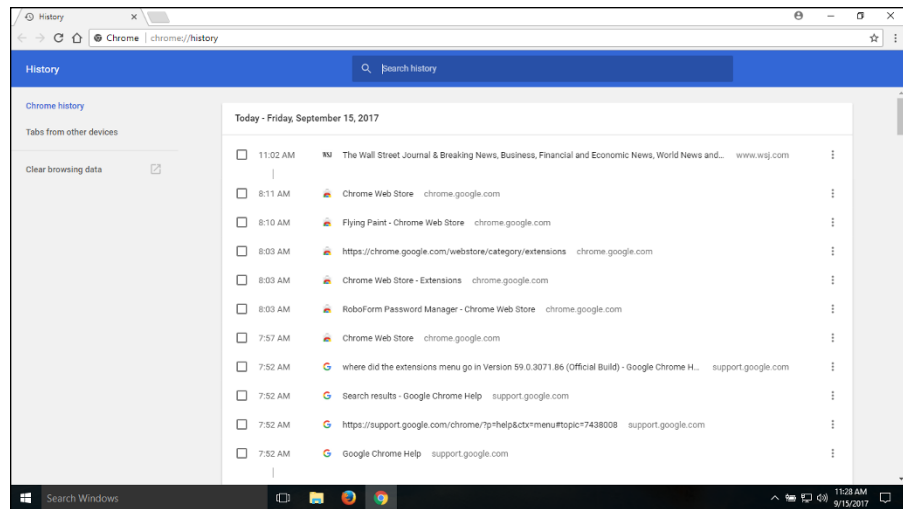 History
Chrome | chrome://history
History
Search history
Chrome history
Tabs from other devices
Clear browsing data
Today - Friday, September 15, 2017
11:02 AM WSJ The Wall Street Journal & Breaking News, Business, Financial and Economic News, World News and... www.wsj.com
8:11 AM Chrome Web Store chrome.google.com
8:10 AM Flying Paint - Chrome Web Store chrome.google.com
8:03 AM https://chrome.google.com/webstore/category/extensions chrome.google.com
8:03 AM Chrome Web Store - Extensions chrome.google.com
8:03 AM RoboForm Password Manager - Chrome Web Store chrome.google.com
7:57 AM Chrome Web Store chrome.google.com
7:52 AM G where did the extensions menu go in Version 59.0.3071.86 (Official Build) - Google Chrome H... support.google.com
7:52 AM G Search results - Google Chrome Help support.google.com
7:52 AM G https://support.google.com/chrome/?p=help&ctx=menu#topic=7438008 support.google.com
7:52 AM G Google Chrome Help support.google.com
Search Windows
11:28 AM
9/15/2017